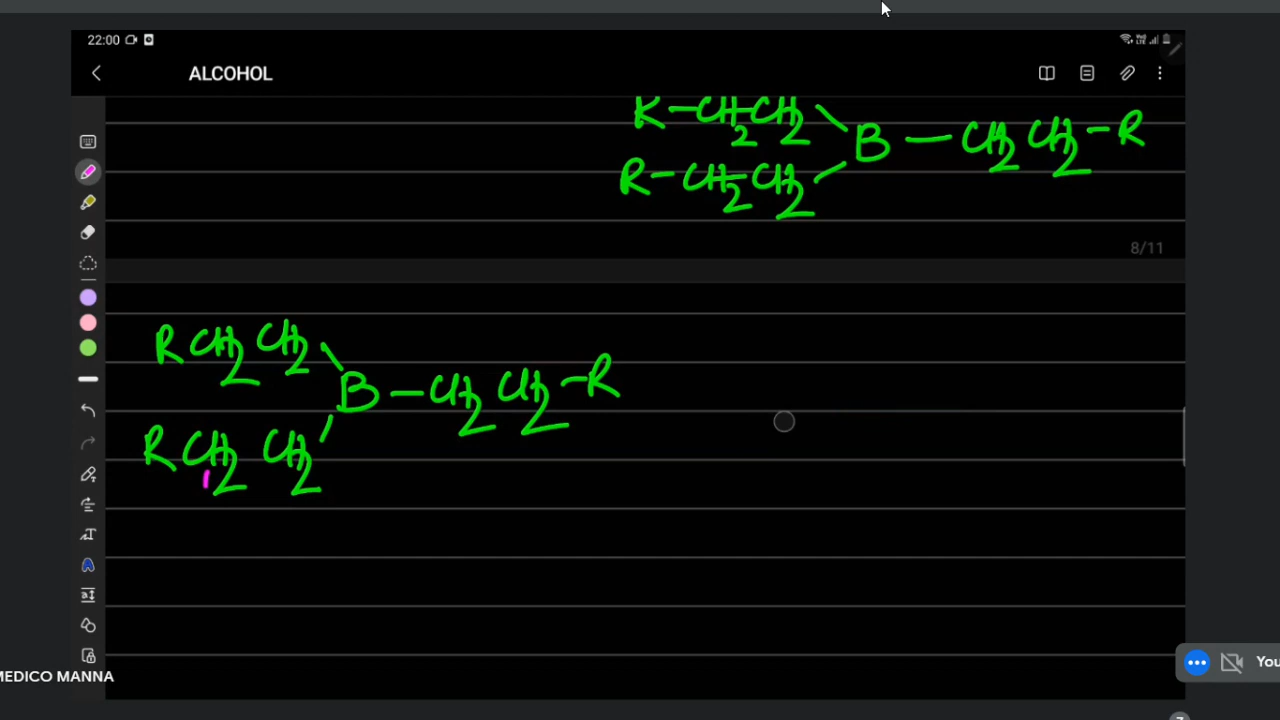 22:00
ALCOHOL
R-CH2CH2
B-CH2CH2-R
R-CH2CH2
8/11
RCH2CH2
B-CH2CH2-R
RCH2CH2
MEDICO MANNA
You